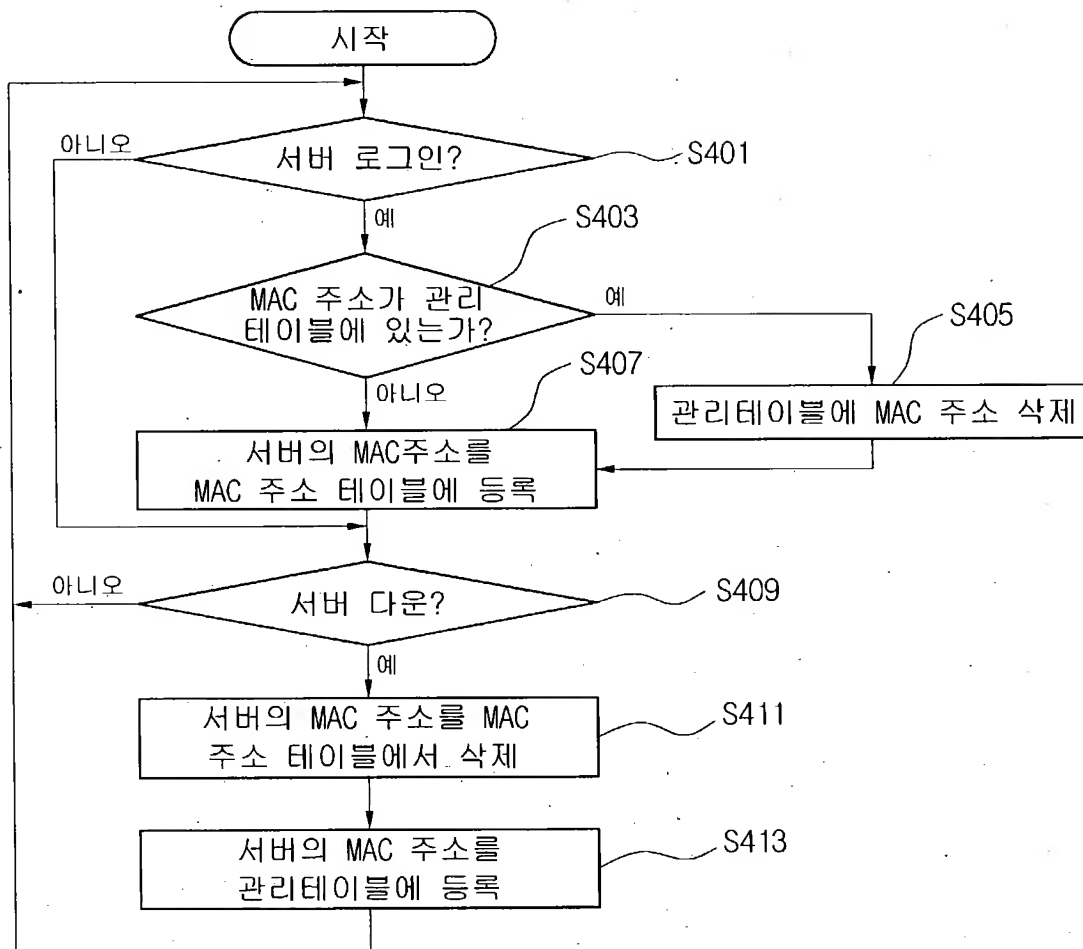 시작
아니오
서버 로그인?
S401
예
S403
MAC 주소가 관리
테이블에 있는가?
예
S405
S407
아니오
관리테이블에 MAC 주소 삭제
서버의 MAC주소를
MAC 주소 테이블에 등록
아니오
서버 다운?
S409
예
서버의 MAC 주소를 MAC
주소 테이블에서 삭제
S411
서버의 MAC 주소를
관리테이블에 등록
S413